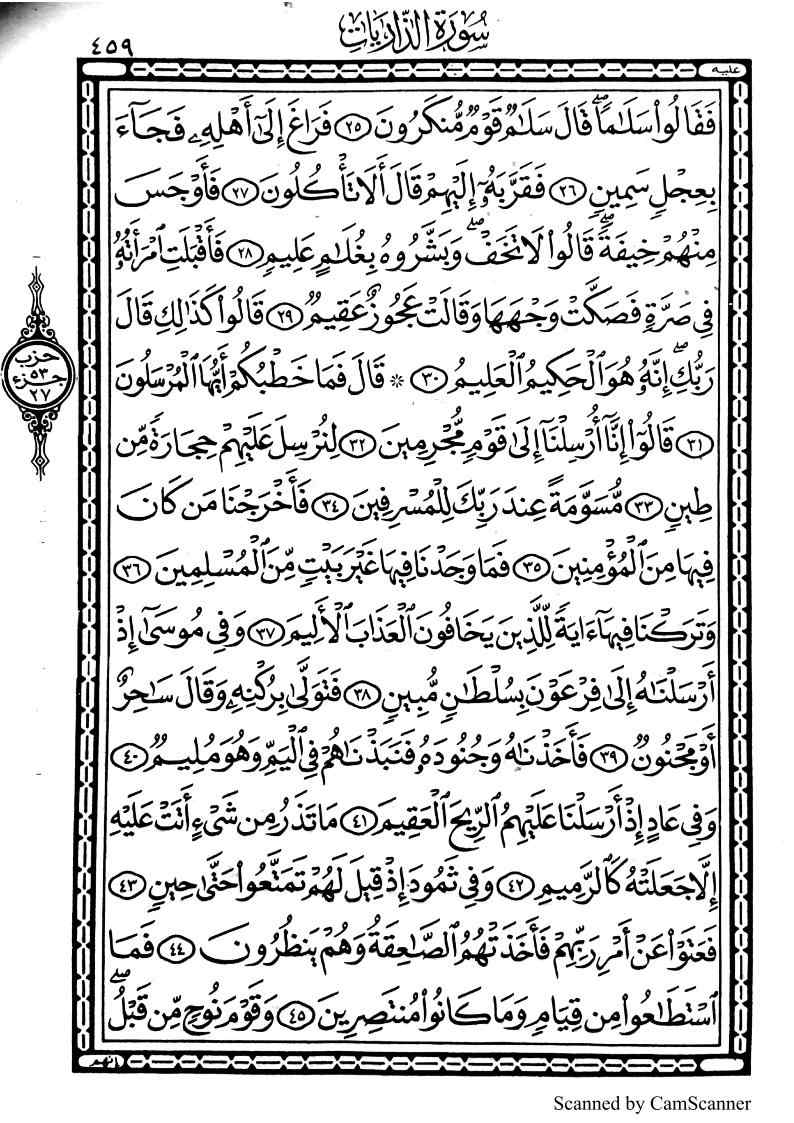 سُورَةُ الذَّارِيَاتِ
٤٥٩
عليه
فَقَالُواْ سَلَٰمًاۖ قَالَ سَلَٰمٌ قَوْمٌ مُّنكَرُونَ ٢٥ فَرَاغَ إِلَىٰٓ أَهْلِهِۦ فَجَآءَ
بِعِجْلٍ سَمِينٍ ٢٦ فَقَرَّبَهُۥٓ إِلَيْهِمْ قَالَ أَلَا تَأْكُلُونَ ٢٧ فَأَوْجَسَ
مِنْهُمْ خِيفَةًۖ قَالُواْ لَا تَخَفْۖ وَبَشَّرُوهُ بِغُلَٰمٍ عَلِيمٍ ٢٨ فَأَقْبَلَتِ ٱمْرَأَتُهُۥ
فِى صَرَّةٍ فَصَكَّتْ وَجْهَهَا وَقَالَتْ عَجُوزٌ عَقِيمٌ ٢٩ قَالُواْ كَذَٰلِكِ قَالَ
رَبُّكِۖ إِنَّهُۥ هُوَ ٱلْحَكِيمُ ٱلْعَلِيمُ ٣٠ * قَالَ فَمَا خَطْبُكُمْ أَيُّهَا ٱلْمُرْسَلُونَ
٣١ قَالُوٓاْ إِنَّآ أُرْسِلْنَآ إِلَىٰ قَوْمٍ مُّجْرِمِينَ ٣٢ لِنُرْسِلَ عَلَيْهِمْ حِجَارَةً مِّن
طِينٍ ٣٣ مُّسَوَّمَةً عِندَ رَبِّكَ لِلْمُسْرِفِينَ ٣٤ فَأَخْرَجْنَا مَن كَانَ
فِيهَا مِنَ ٱلْمُؤْمِنِينَ ٣٥ فَمَا وَجَدْنَا فِيهَا غَيْرَ بَيْتٍ مِّنَ ٱلْمُسْلِمِينَ ٣٦
وَتَرَكْنَا فِيهَآ ءَايَةً لِّلَّذِينَ يَخَافُونَ ٱلْعَذَابَ ٱلْأَلِيمَ ٣٧ وَفِى مُوسَىٰٓ إِذْ
أَرْسَلْنَٰهُ إِلَىٰ فِرْعَوْنَ بِسُلْطَٰنٍ مُّبِينٍ ٣٨ فَتَوَلَّىٰ بِرُكْنِهِۦ وَقَالَ سَٰحِرٌ
أَوْ مَجْنُونٌ ٣٩ فَأَخَذْنَٰهُ وَجُنُودَهُۥ فَنَبَذْنَٰهُمْ فِى ٱلْيَمِّ وَهُوَ مُلِيمٌ ٤٠
وَفِى عَادٍ إِذْ أَرْسَلْنَا عَلَيْهِمُ ٱلرِّيحَ ٱلْعَقِيمَ ٤١ مَا تَذَرُ مِن شَىْءٍ أَتَتْ عَلَيْهِ
إِلَّا جَعَلَتْهُ كَٱلرَّمِيمِ ٤٢ وَفِى ثَمُودَ إِذْ قِيلَ لَهُمْ تَمَتَّعُواْ حَتَّىٰ حِينٍ ٤٣
فَعَتَوْاْ عَنْ أَمْرِ رَبِّهِمْ فَأَخَذَتْهُمُ ٱلصَّٰعِقَةُ وَهُمْ يَنظُرُونَ ٤٤ فَمَا
ٱسْتَطَٰعُواْ مِن قِيَامٍ وَمَا كَانُواْ مُنتَصِرِينَ ٤٥ وَقَوْمَ نُوحٍ مِّن قَبْلُۖ
إنهم
حزب
٥٣
جزء
٢٧
Scanned by CamScanner